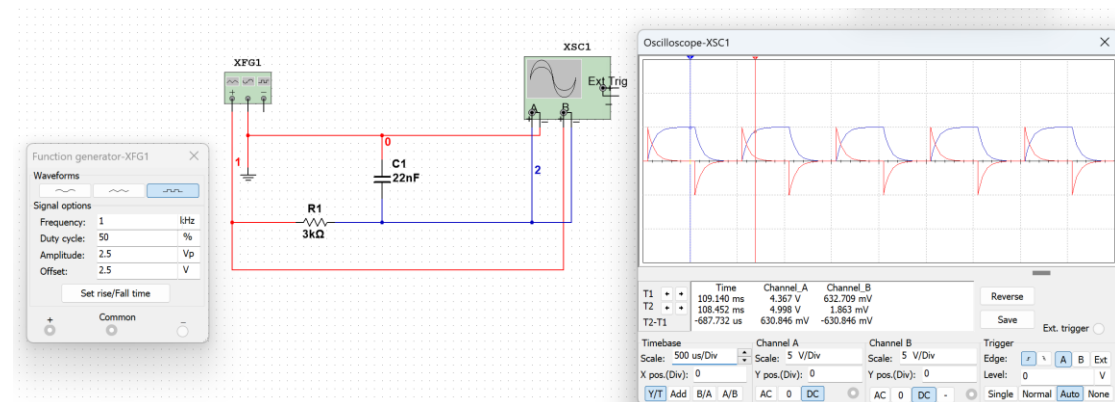 XFG1
XSC1
Ext Trig
A
B
0
1
C1
22nF
2
R1
3kΩ
Function generator-XFG1
Waveforms
Signal options
Frequency: 1 kHz
Duty cycle: 50 %
Amplitude: 2.5 Vp
Offset: 2.5 V
Set rise/Fall time
+ Common −
Oscilloscope-XSC1
Time Channel_A Channel_B
T1 109.140 ms 4.367 V 632.709 mV
T2 108.452 ms 4.998 V 1.863 mV
T2-T1 -687.732 us 630.846 mV -630.846 mV
Reverse
Save
Ext. trigger
Timebase
Scale: 500 us/Div
X pos.(Div): 0
Y/T Add B/A A/B
Channel A
Scale: 5 V/Div
Y pos.(Div): 0
AC 0 DC
Channel B
Scale: 5 V/Div
Y pos.(Div): 0
AC 0 DC -
Trigger
Edge: A B Ext
Level: 0 V
Single Normal Auto None